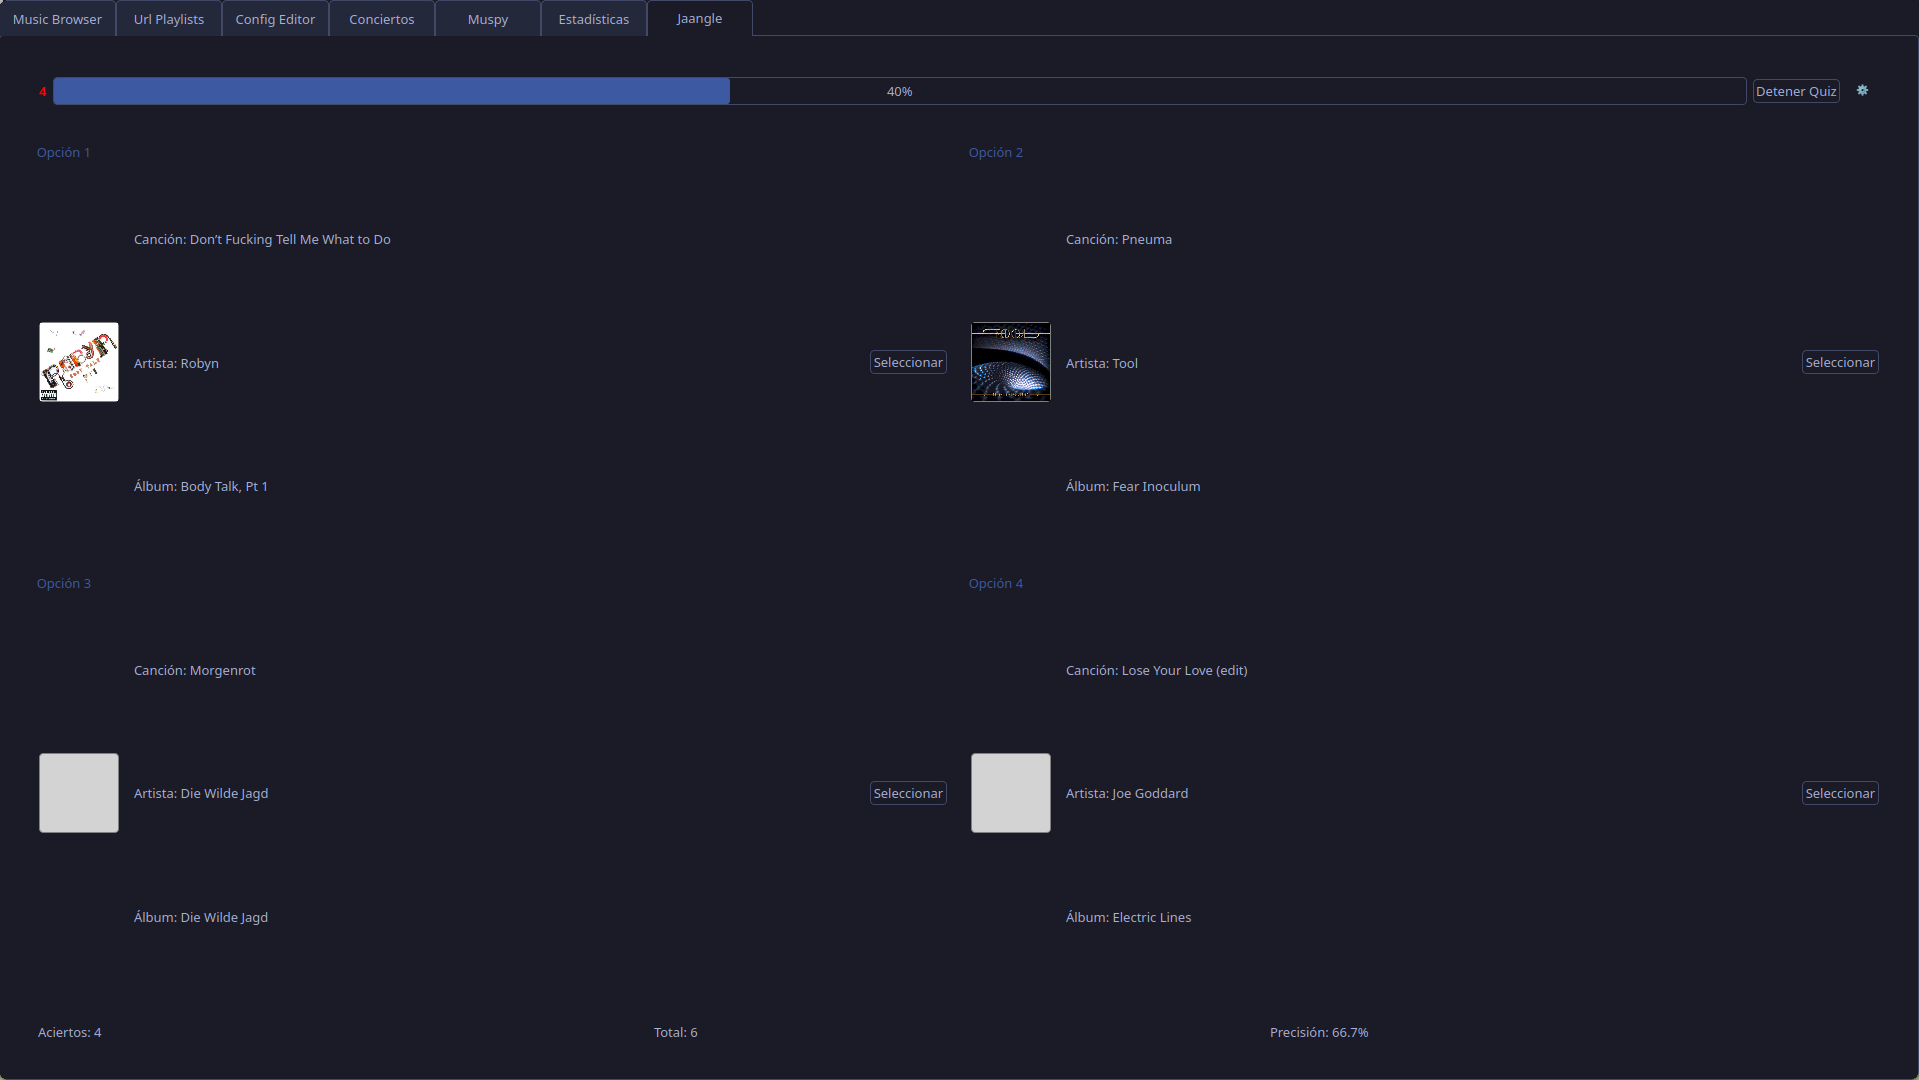 Music Browser
Url Playlists
Config Editor
Conciertos
Muspy
Estadísticas
Jaangle
4
40%
Detener Quiz
Opción 1
Canción: Don’t Fucking Tell Me What to Do
Artista: Robyn
Seleccionar
Álbum: Body Talk, Pt 1
Opción 2
Canción: Pneuma
Artista: Tool
Seleccionar
Álbum: Fear Inoculum
Opción 3
Canción: Morgenrot
Artista: Die Wilde Jagd
Seleccionar
Álbum: Die Wilde Jagd
Opción 4
Canción: Lose Your Love (edit)
Artista: Joe Goddard
Seleccionar
Álbum: Electric Lines
Aciertos: 4
Total: 6
Precisión: 66.7%